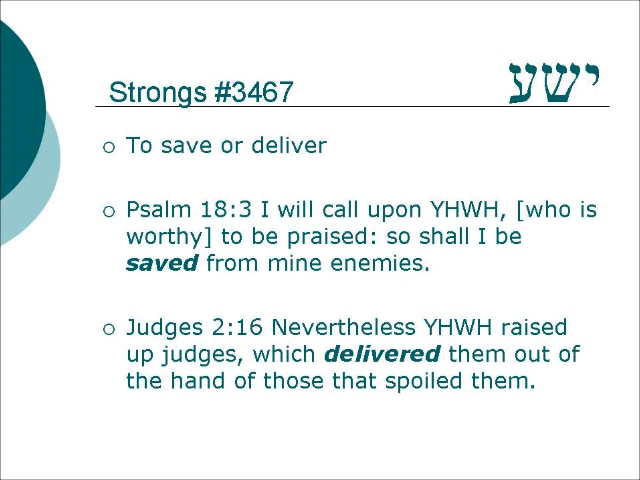 Strongs #3467 ישע
To save or deliver
Psalm 18:3 I will call upon YHWH, [who is
worthy] to be praised: so shall I be
saved from mine enemies.
Judges 2:16 Nevertheless YHWH raised
up judges, which delivered them out of
the hand of those that spoiled them.